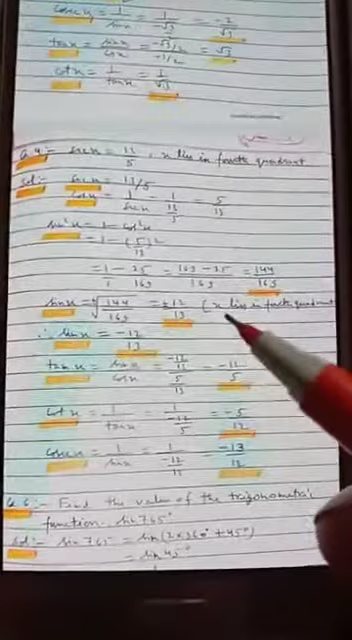 cosec x = 1/sin x = 1/(-√3/2) = -2/√3
tan x = sin x/cos x = (-√3/2)/(-1/2) = √3
cot x = 1/tan x = 1/√3
Q.4:- sec x = 13/5, x lies in fourth quadrant
Sol:- sec x = 13/5
cos x = 1/sec x = 1/(13/5) = 5/13
sin²x = 1 - cos²x
= 1 - (5/13)²
= 1 - 25/169 = (169 - 25)/169 = 144/169
sin x = √144/169 = ±12/13 (x lies in fourth quadrant
∴ sin x = -12/13
tan x = sin x/cos x = (-12/13)/(5/13) = -12/5
cot x = 1/tan x = 1/(-12/5) = -5/12
cosec x = 1/sin x = 1/(-12/13) = -13/12
Find the value of the trigonometric
function sin 765°
Sol:- sin 765° = sin(2×360° + 45°)
= sin 45°